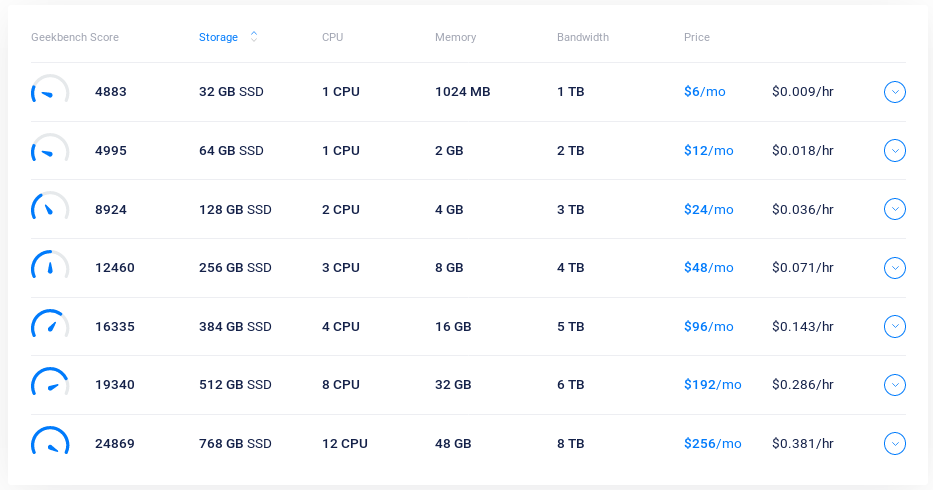 Geekbench Score Storage CPU Memory Bandwidth Price
4883 32 GB SSD 1 CPU 1024 MB 1 TB $6/mo $0.009/hr
4995 64 GB SSD 1 CPU 2 GB 2 TB $12/mo $0.018/hr
8924 128 GB SSD 2 CPU 4 GB 3 TB $24/mo $0.036/hr
12460 256 GB SSD 3 CPU 8 GB 4 TB $48/mo $0.071/hr
16335 384 GB SSD 4 CPU 16 GB 5 TB $96/mo $0.143/hr
19340 512 GB SSD 8 CPU 32 GB 6 TB $192/mo $0.286/hr
24869 768 GB SSD 12 CPU 48 GB 8 TB $256/mo $0.381/hr